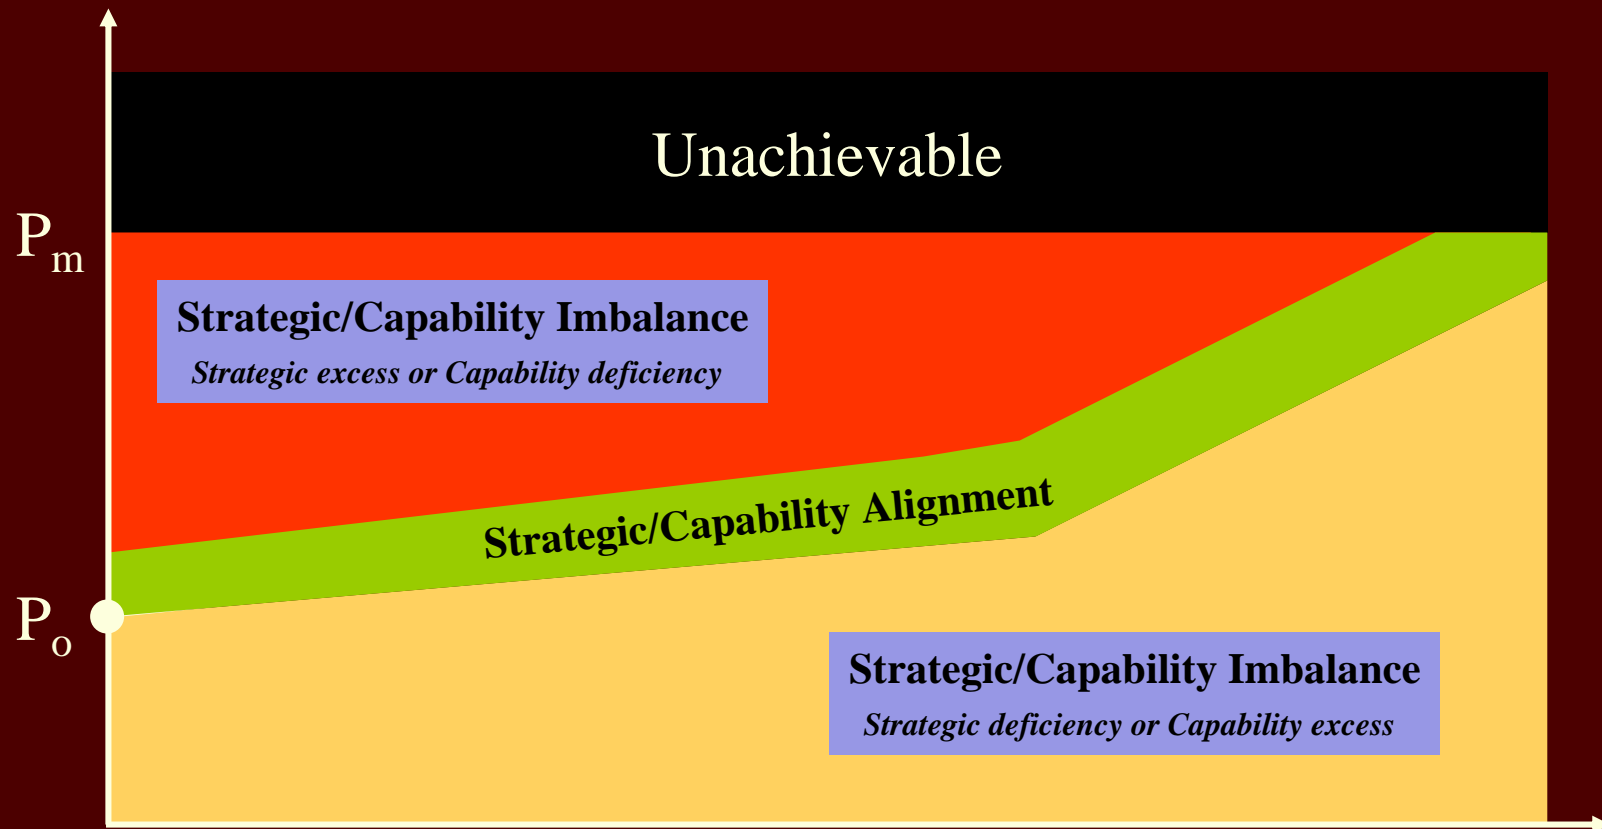 Unachievable
Pm
Strategic/Capability Imbalance
Strategic excess or Capability deficiency
Strategic/Capability Alignment
Po
Strategic/Capability Imbalance
Strategic deficiency or Capability excess